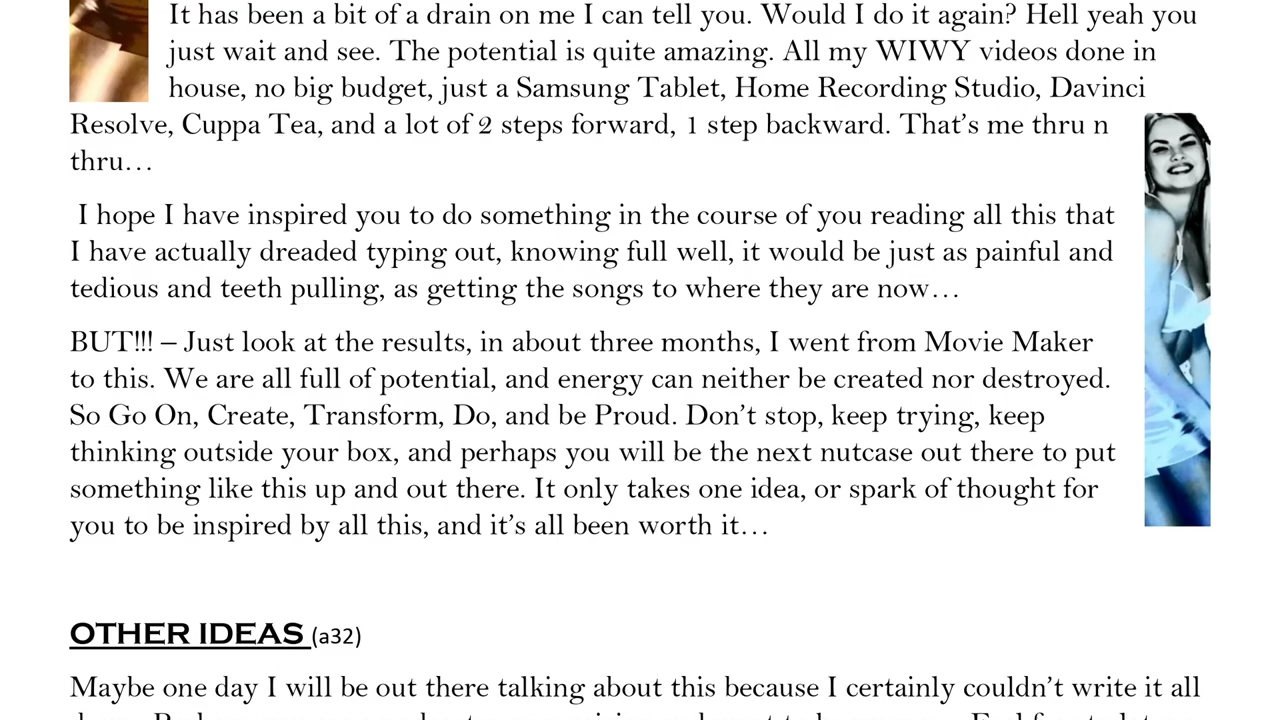 It has been a bit of a drain on me I can tell you. Would I do it again? Hell yeah you
just wait and see. The potential is quite amazing. All my WIWY videos done in
house, no big budget, just a Samsung Tablet, Home Recording Studio, Davinci
Resolve, Cuppa Tea, and a lot of 2 steps forward, 1 step backward. That’s me thru n
thru…
I hope I have inspired you to do something in the course of you reading all this that
I have actually dreaded typing out, knowing full well, it would be just as painful and
tedious and teeth pulling, as getting the songs to where they are now…
BUT!!! – Just look at the results, in about three months, I went from Movie Maker
to this. We are all full of potential, and energy can neither be created nor destroyed.
So Go On, Create, Transform, Do, and be Proud. Don’t stop, keep trying, keep
thinking outside your box, and perhaps you will be the next nutcase out there to put
something like this up and out there. It only takes one idea, or spark of thought for
you to be inspired by all this, and it’s all been worth it…
OTHER IDEAS (a32)
Maybe one day I will be out there talking about this because I certainly couldn’t write it all